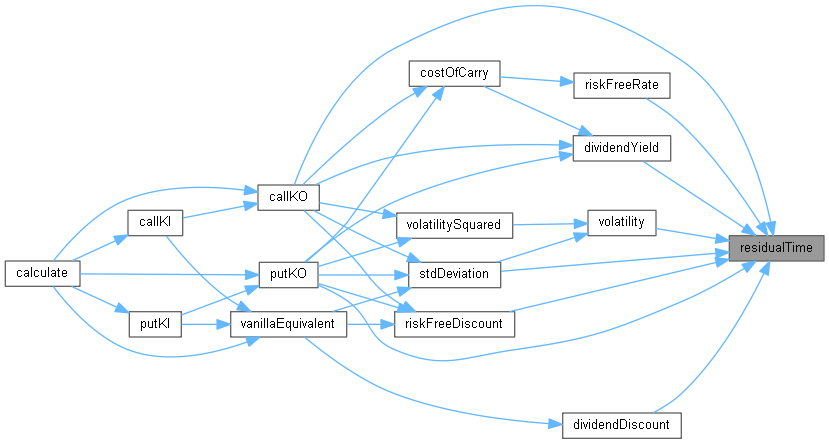 costOfCarry
riskFreeRate
dividendYield
callKO
callKI
volatilitySquared
volatility
residualTime
calculate
putKO
stdDeviation
putKI
vanillaEquivalent
riskFreeDiscount
dividendDiscount